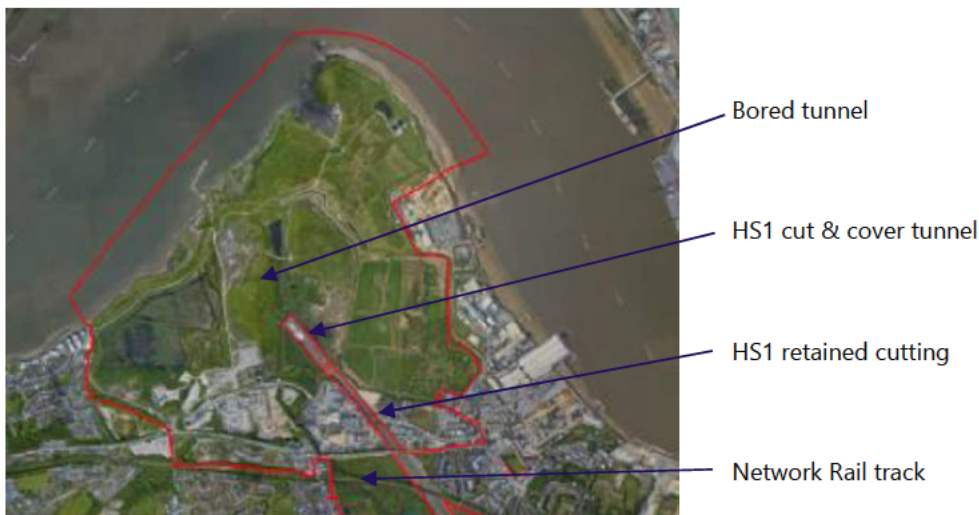 Bored tunnel
HS1 cut & cover tunnel
HS1 retained cutting
Network Rail track